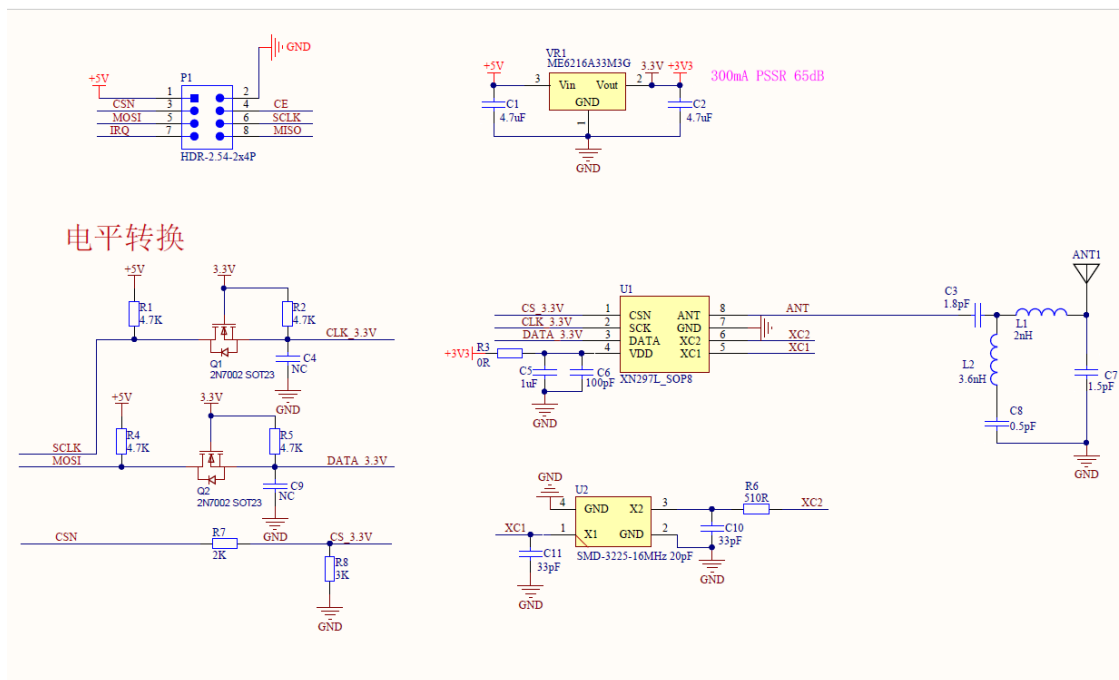 GND
+5V
P1
1
2
CSN
3
4
CE
MOSI
5
6
SCLK
IRQ
7
8
MISO
HDR-2.54-2x4P
VR1
ME6216A33M3G
+5V
3.3V
+3V3
3
Vin
Vout
2
GND
1
C1
4.7uF
C2
4.7uF
GND
300mA PSSR 65dB
电平转换
+5V
3.3V
R1
4.7K
R2
4.7K
CLK_3.3V
Q1
2N7002 SOT23
C4
NC
GND
+5V
3.3V
R4
4.7K
R5
4.7K
SCLK
MOSI
DATA_3.3V
Q2
2N7002 SOT23
C9
NC
GND
CSN
R7
2K
CS_3.3V
R8
3K
GND
U1
CS_3.3V
1
CSN
ANT
8
ANT
CLK_3.3V
2
SCK
GND
7
DATA_3.3V
3
DATA
XC2
6
XC2
4
VDD
XC1
5
XC1
XN297L_SOP8
+3V3
R3
0R
C5
1uF
C6
100pF
GND
ANT1
C3
1.8pF
L1
2nH
L2
3.6nH
C7
1.5pF
C8
0.5pF
GND
GND
U2
4
GND
X2
3
R6
510R
XC2
XC1
1
X1
GND
2
SMD-3225-16MHz 20pF
C10
33pF
GND
C11
33pF
GND